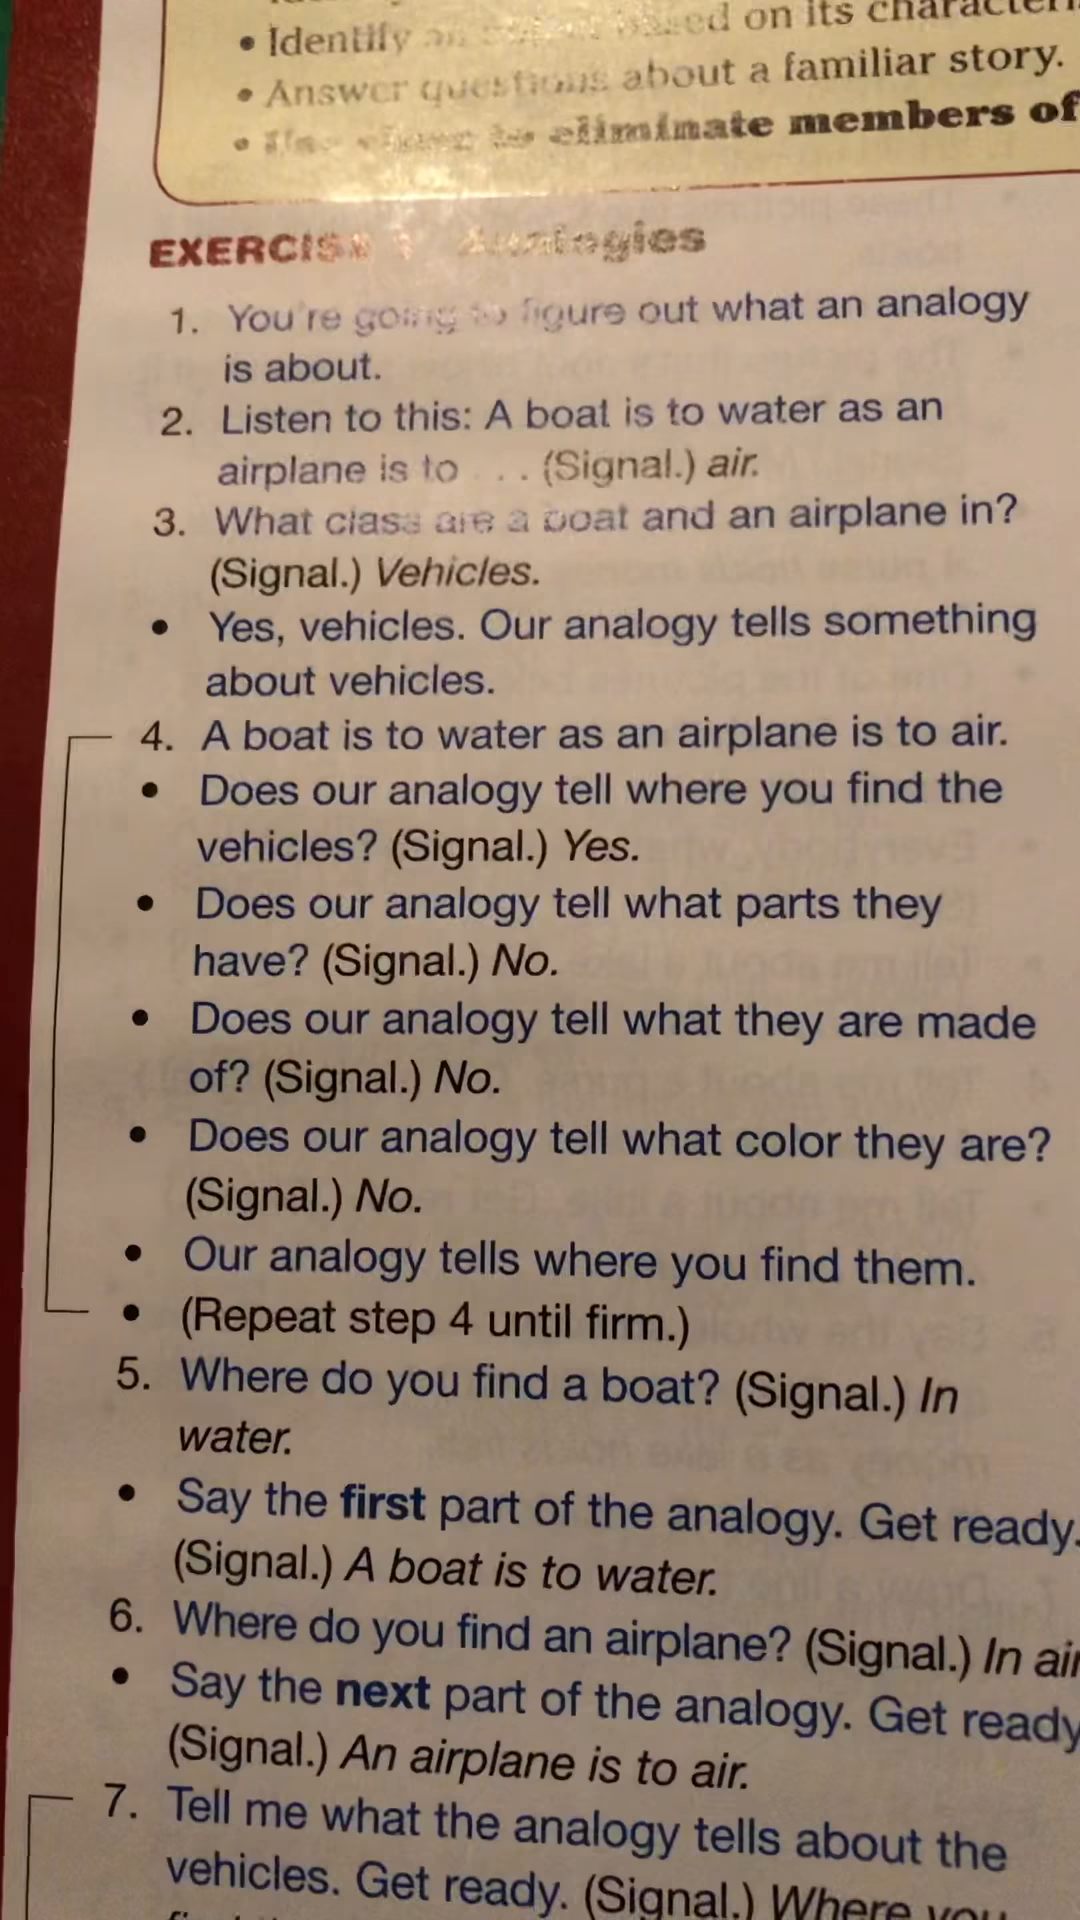 • Identify an based on its
• Answer questions about a familiar story.
• eliminate members of
EXERCISE 1 Analogies
1. You're going to figure out what an analogy
is about.
2. Listen to this: A boat is to water as an
airplane is to . . . (Signal.) air.
3. What class are a boat and an airplane in?
(Signal.) Vehicles.
• Yes, vehicles. Our analogy tells something
about vehicles.
4. A boat is to water as an airplane is to air.
• Does our analogy tell where you find the
vehicles? (Signal.) Yes.
• Does our analogy tell what parts they
have? (Signal.) No.
• Does our analogy tell what they are made
of? (Signal.) No.
• Does our analogy tell what color they are?
(Signal.) No.
• Our analogy tells where you find them.
• (Repeat step 4 until firm.)
5. Where do you find a boat? (Signal.) In
water.
• Say the first part of the analogy. Get ready.
(Signal.) A boat is to water.
6. Where do you find an airplane? (Signal.) In air
• Say the next part of the analogy. Get ready
(Signal.) An airplane is to air.
7. Tell me what the analogy tells about the
vehicles. Get ready. (Signal.) Where you